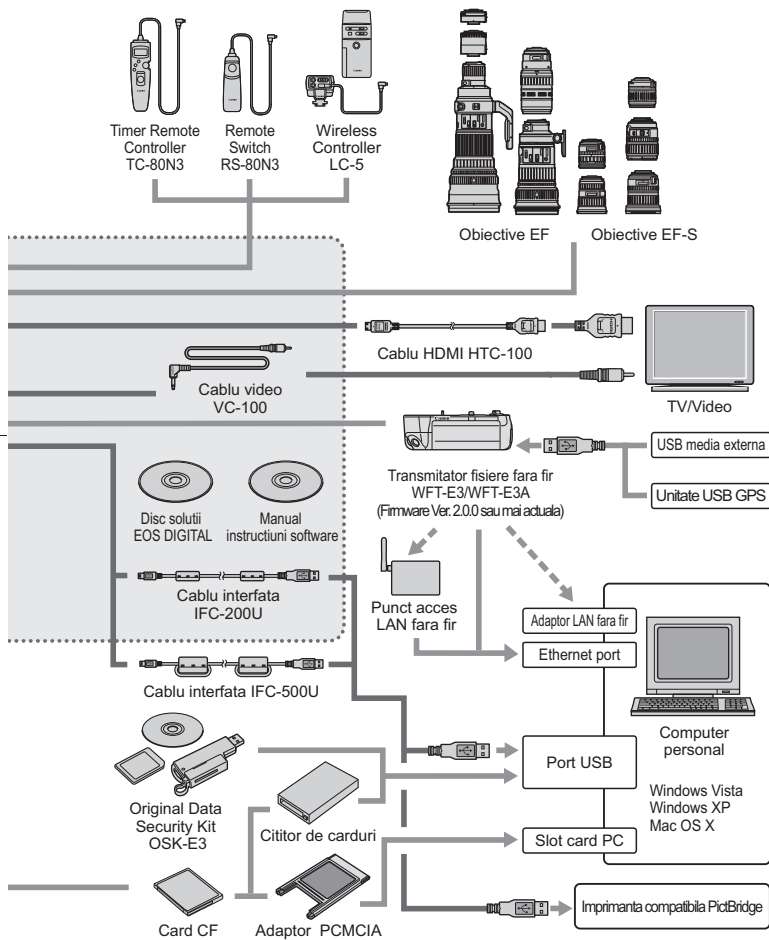 Timer Remote
Controller
TC-80N3
Remote
Switch
RS-80N3
Wireless
Controller
LC-5
Obiective EF
Obiective EF-S
Cablu HDMI HTC-100
Cablu video
VC-100
TV/Video
Canon
Transmitator fisiere fara fir
WFT-E3/WFT-E3A
(Firmware Ver. 2.0.0 sau mai actuala)
USB media externa
Unitate USB GPS
Disc solutii
EOS DIGITAL
Manual
instructiuni software
Cablu interfata
IFC-200U
Punct acces
LAN fara fir
Adaptor LAN fara fir
Ethernet port
Cablu interfata IFC-500U
Computer
personal
Port USB
Windows Vista
Windows XP
Mac OS X
Original Data
Security Kit
OSK-E3
Cititor de carduri
Slot card PC
Card CF
Adaptor PCMCIA
Imprimanta compatibila PictBridge